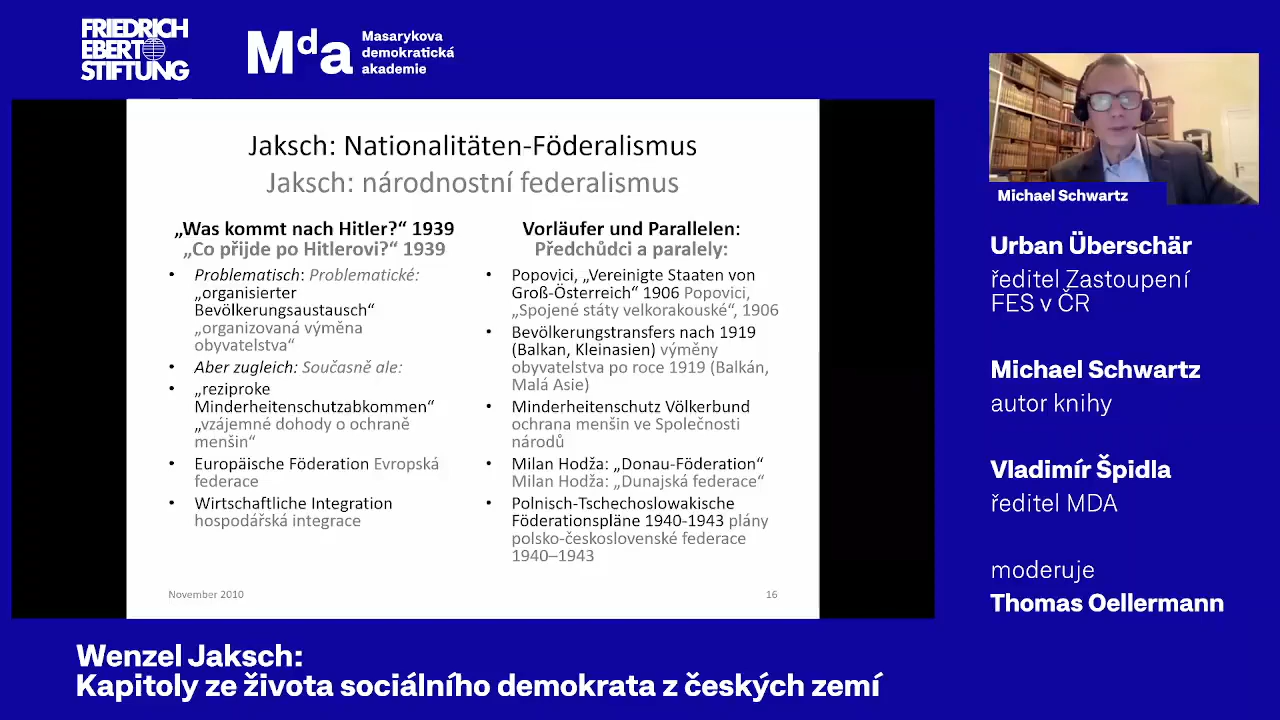 FRIEDRICH
EBERT
STIFTUNG
Mda
Masarykova
demokratická
akademie
Jaksch: Nationalitäten-Föderalismus
Jaksch: národnostní federalismus
„Was kommt nach Hitler?“ 1939
„Co přijde po Hitlerovi?“ 1939
• Problematisch: Problematické:
„organisierter
Bevölkerungsaustausch“
„organizovaná výměna
obyvatelstva“
• Aber zugleich: Současně ale:
• „reziproke
Minderheitenschutzabkommen“
„vzájemné dohody o ochraně
menšin“
• Europäische Föderation Evropská
federace
• Wirtschaftliche Integration
hospodářská integrace
Vorläufer und Parallelen:
Předchůdci a paralely:
• Popovici, „Vereinigte Staaten von
Groß-Österreich“ 1906 Popovici,
„Spojené státy velkorakouské“, 1906
• Bevölkerungstransfers nach 1919
(Balkan, Kleinasien) výměny
obyvatelstva po roce 1919 (Balkán,
Malá Asie)
• Minderheitenschutz Völkerbund
ochrana menšin ve Společnosti
národů
• Milan Hodža: „Donau-Föderation“
Milan Hodža: „Dunajská federace“
• Polnisch-Tschechoslowakische
Föderationspläne 1940-1943 plány
polsko-československé federace
1940–1943
November 2010
16
Michael Schwartz
Urban Überschär
ředitel Zastoupení
FES v ČR
Michael Schwartz
autor knihy
Vladimír Špidla
ředitel MDA
moderuje
Thomas Oellermann
Wenzel Jaksch:
Kapitoly ze života sociálního demokrata z českých zemí